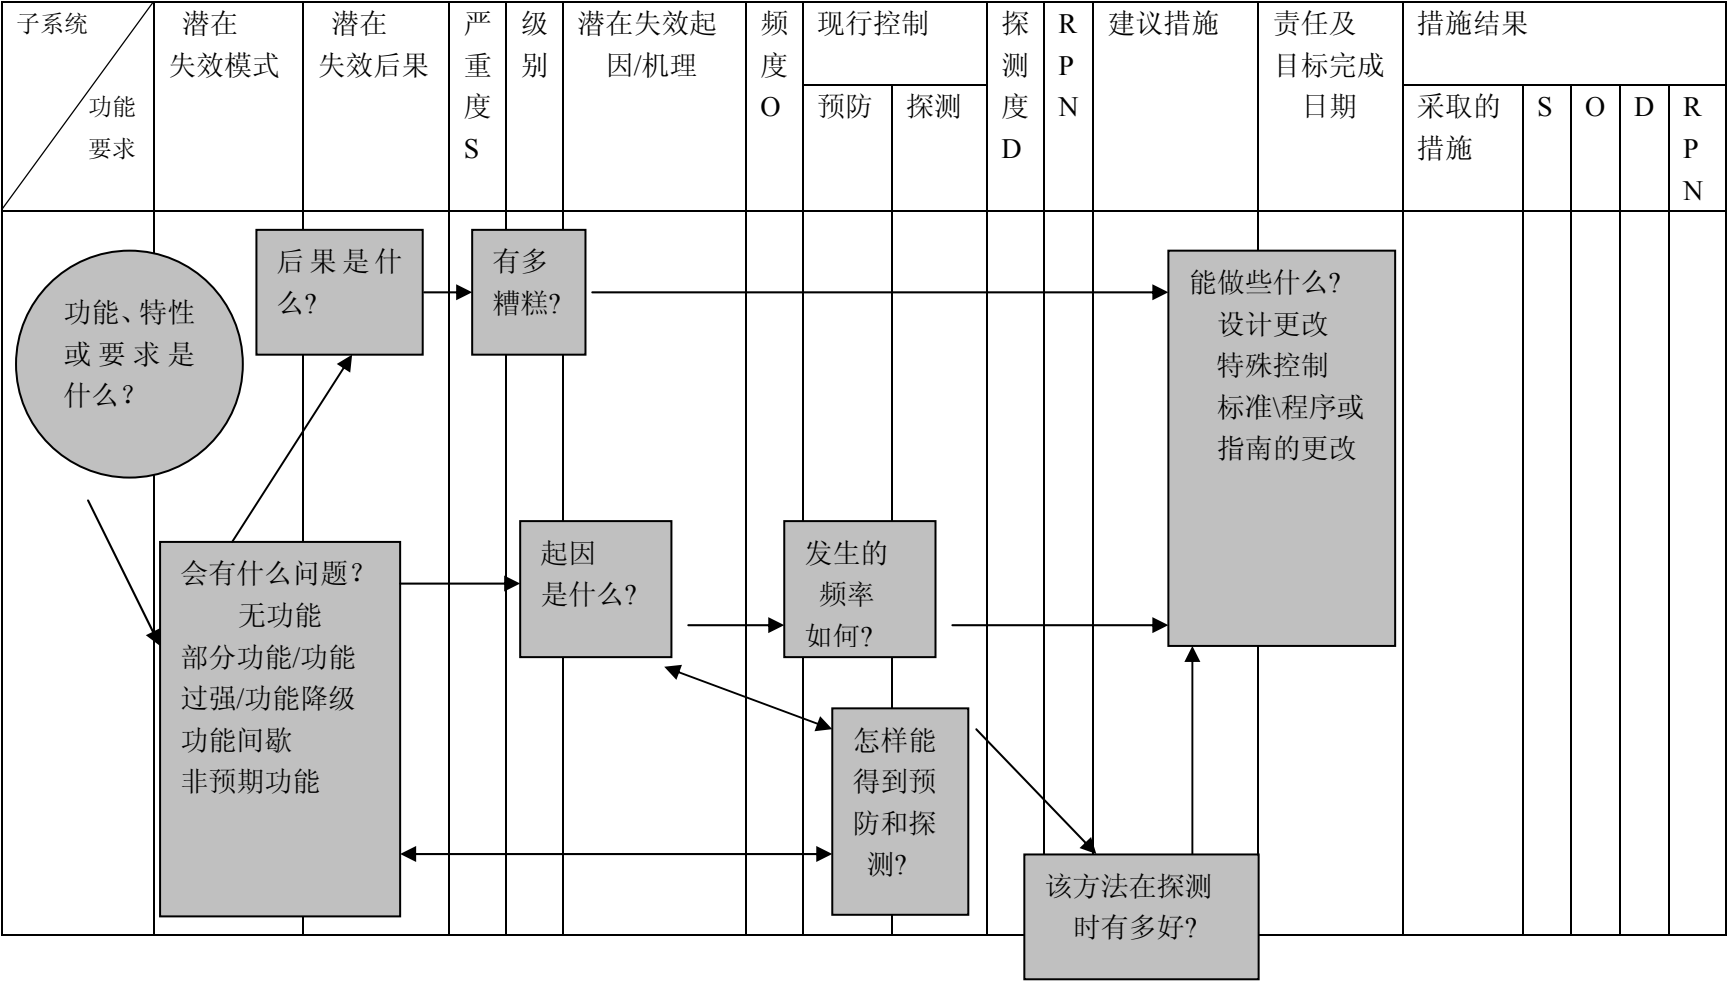 子系统
功能
要求
潜在
失效模式
潜在
失效后果
严
重
度
S
级
别
潜在失效起
因/机理
频
度
O
现行控制
预防
探测
探
测
度
D
R
P
N
建议措施
责任及
目标完成
日期
措施结果
采取的
措施
S
O
D
R
P
N
功能、特性
或要求是
什么？
后果是什
么?
有多
糟糕?
能做些什么?
设计更改
特殊控制
标准\程序或
指南的更改
会有什么问题？
无功能
部分功能/功能
过强/功能降级
功能间歇
非预期功能
起因
是什么?
发生的
频率
如何?
怎样能
得到预
防和探
测?
该方法在探测
时有多好?